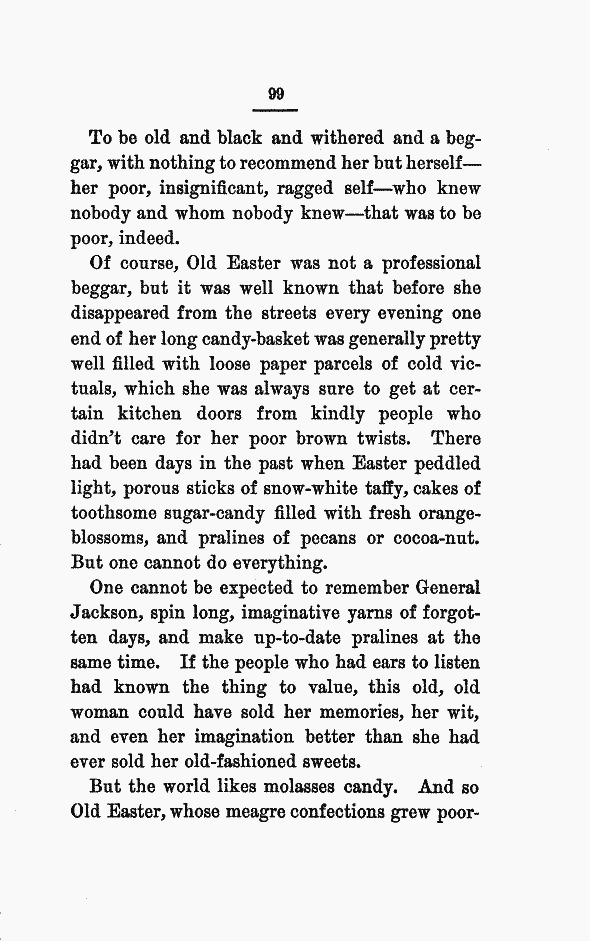 99
To be old and black and withered and a beg-
gar, with nothing to recommend her but herself—
her poor, insignificant, ragged self—who knew
nobody and whom nobody knew—that was to be
poor, indeed.
Of course, Old Easter was not a professional
beggar, but it was well known that before she
disappeared from the streets every evening one
end of her long candy-basket was generally pretty
well filled with loose paper parcels of cold vic-
tuals, which she was always sure to get at cer-
tain kitchen doors from kindly people who
didn't care for her poor brown twists. There
had been days in the past when Easter peddled
light, porous sticks of snow-white taffy, cakes of
toothsome sugar-candy filled with fresh orange-
blossoms, and pralines of pecans or cocoa-nut.
But one cannot do everything.
One cannot be expected to remember General
Jackson, spin long, imaginative yarns of forgot-
ten days, and make up-to-date pralines at the
same time. If the people who had ears to listen
had known the thing to value, this old, old
woman could have sold her memories, her wit,
and even her imagination better than she had
ever sold her old-fashioned sweets.
But the world likes molasses candy. And so
Old Easter, whose meagre confections grew poor-